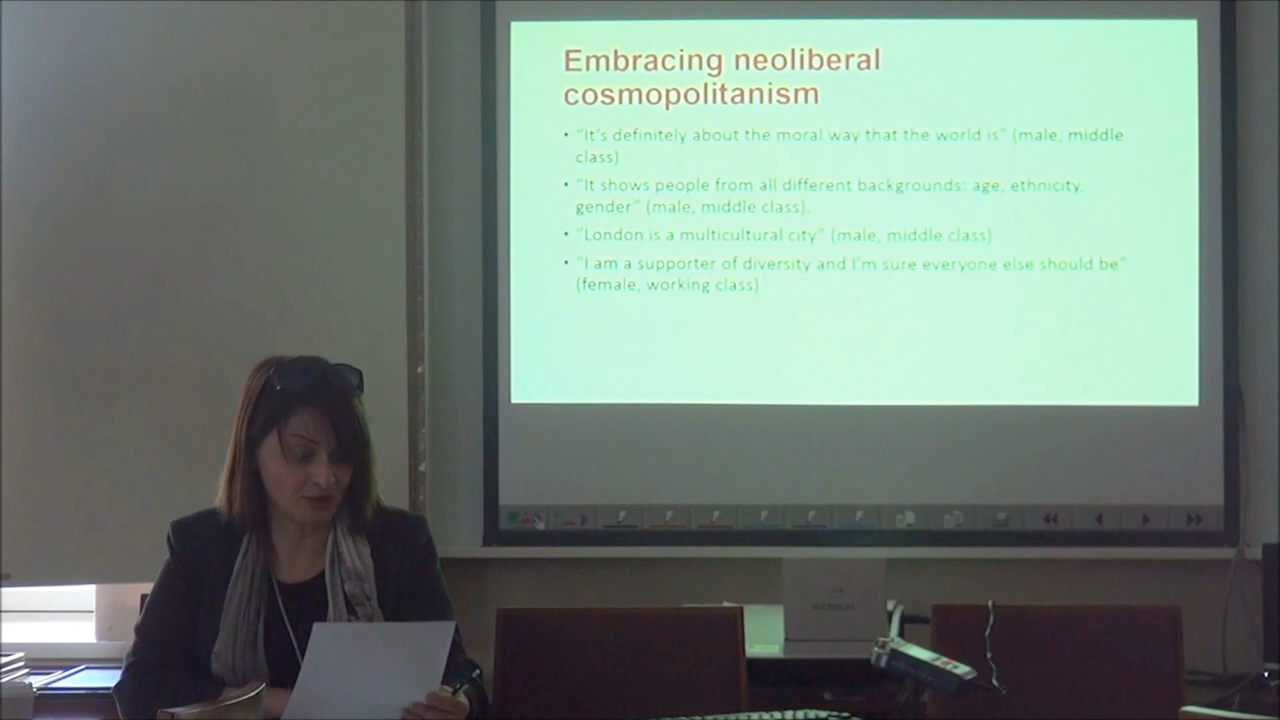 Embracing neoliberal
cosmopolitanism
• “It’s definitely about the moral way that the world is” (male, middle
class)
• “It shows people from all different backgrounds: age, ethnicity,
gender” (male, middle class).
• “London is a multicultural city” (male, middle class)
• “I am a supporter of diversity and I’m sure everyone else should be”
(female, working class)